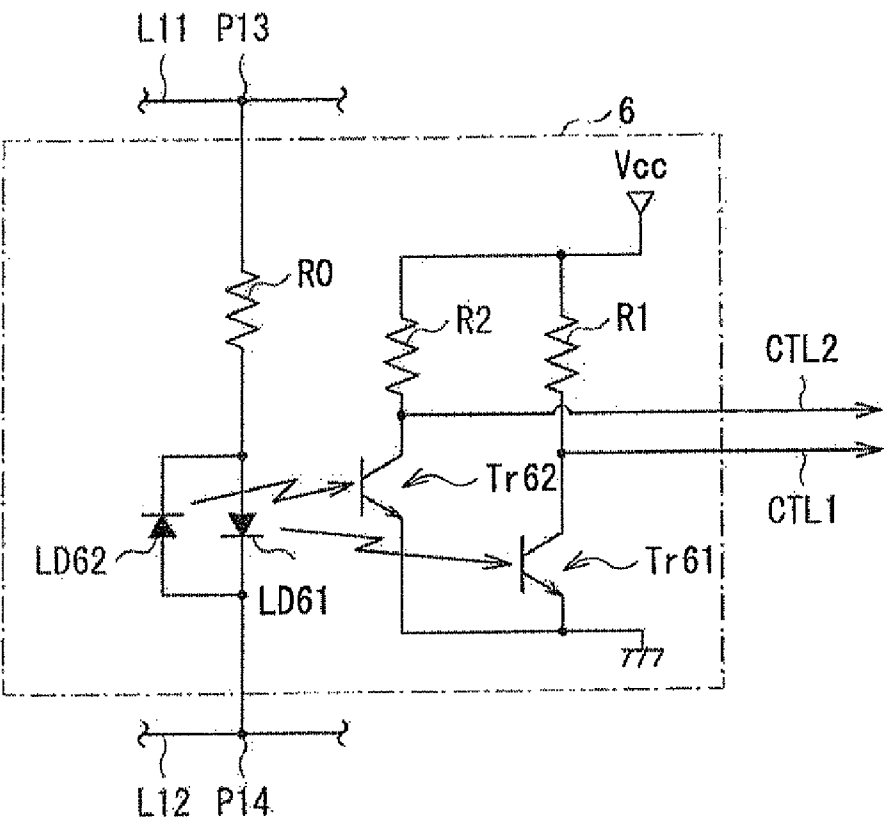 L11 P13
6
Vcc
R0
R2
R1
CTL2
Tr62
CTL1
LD62
Tr61
LD61
L12 P14